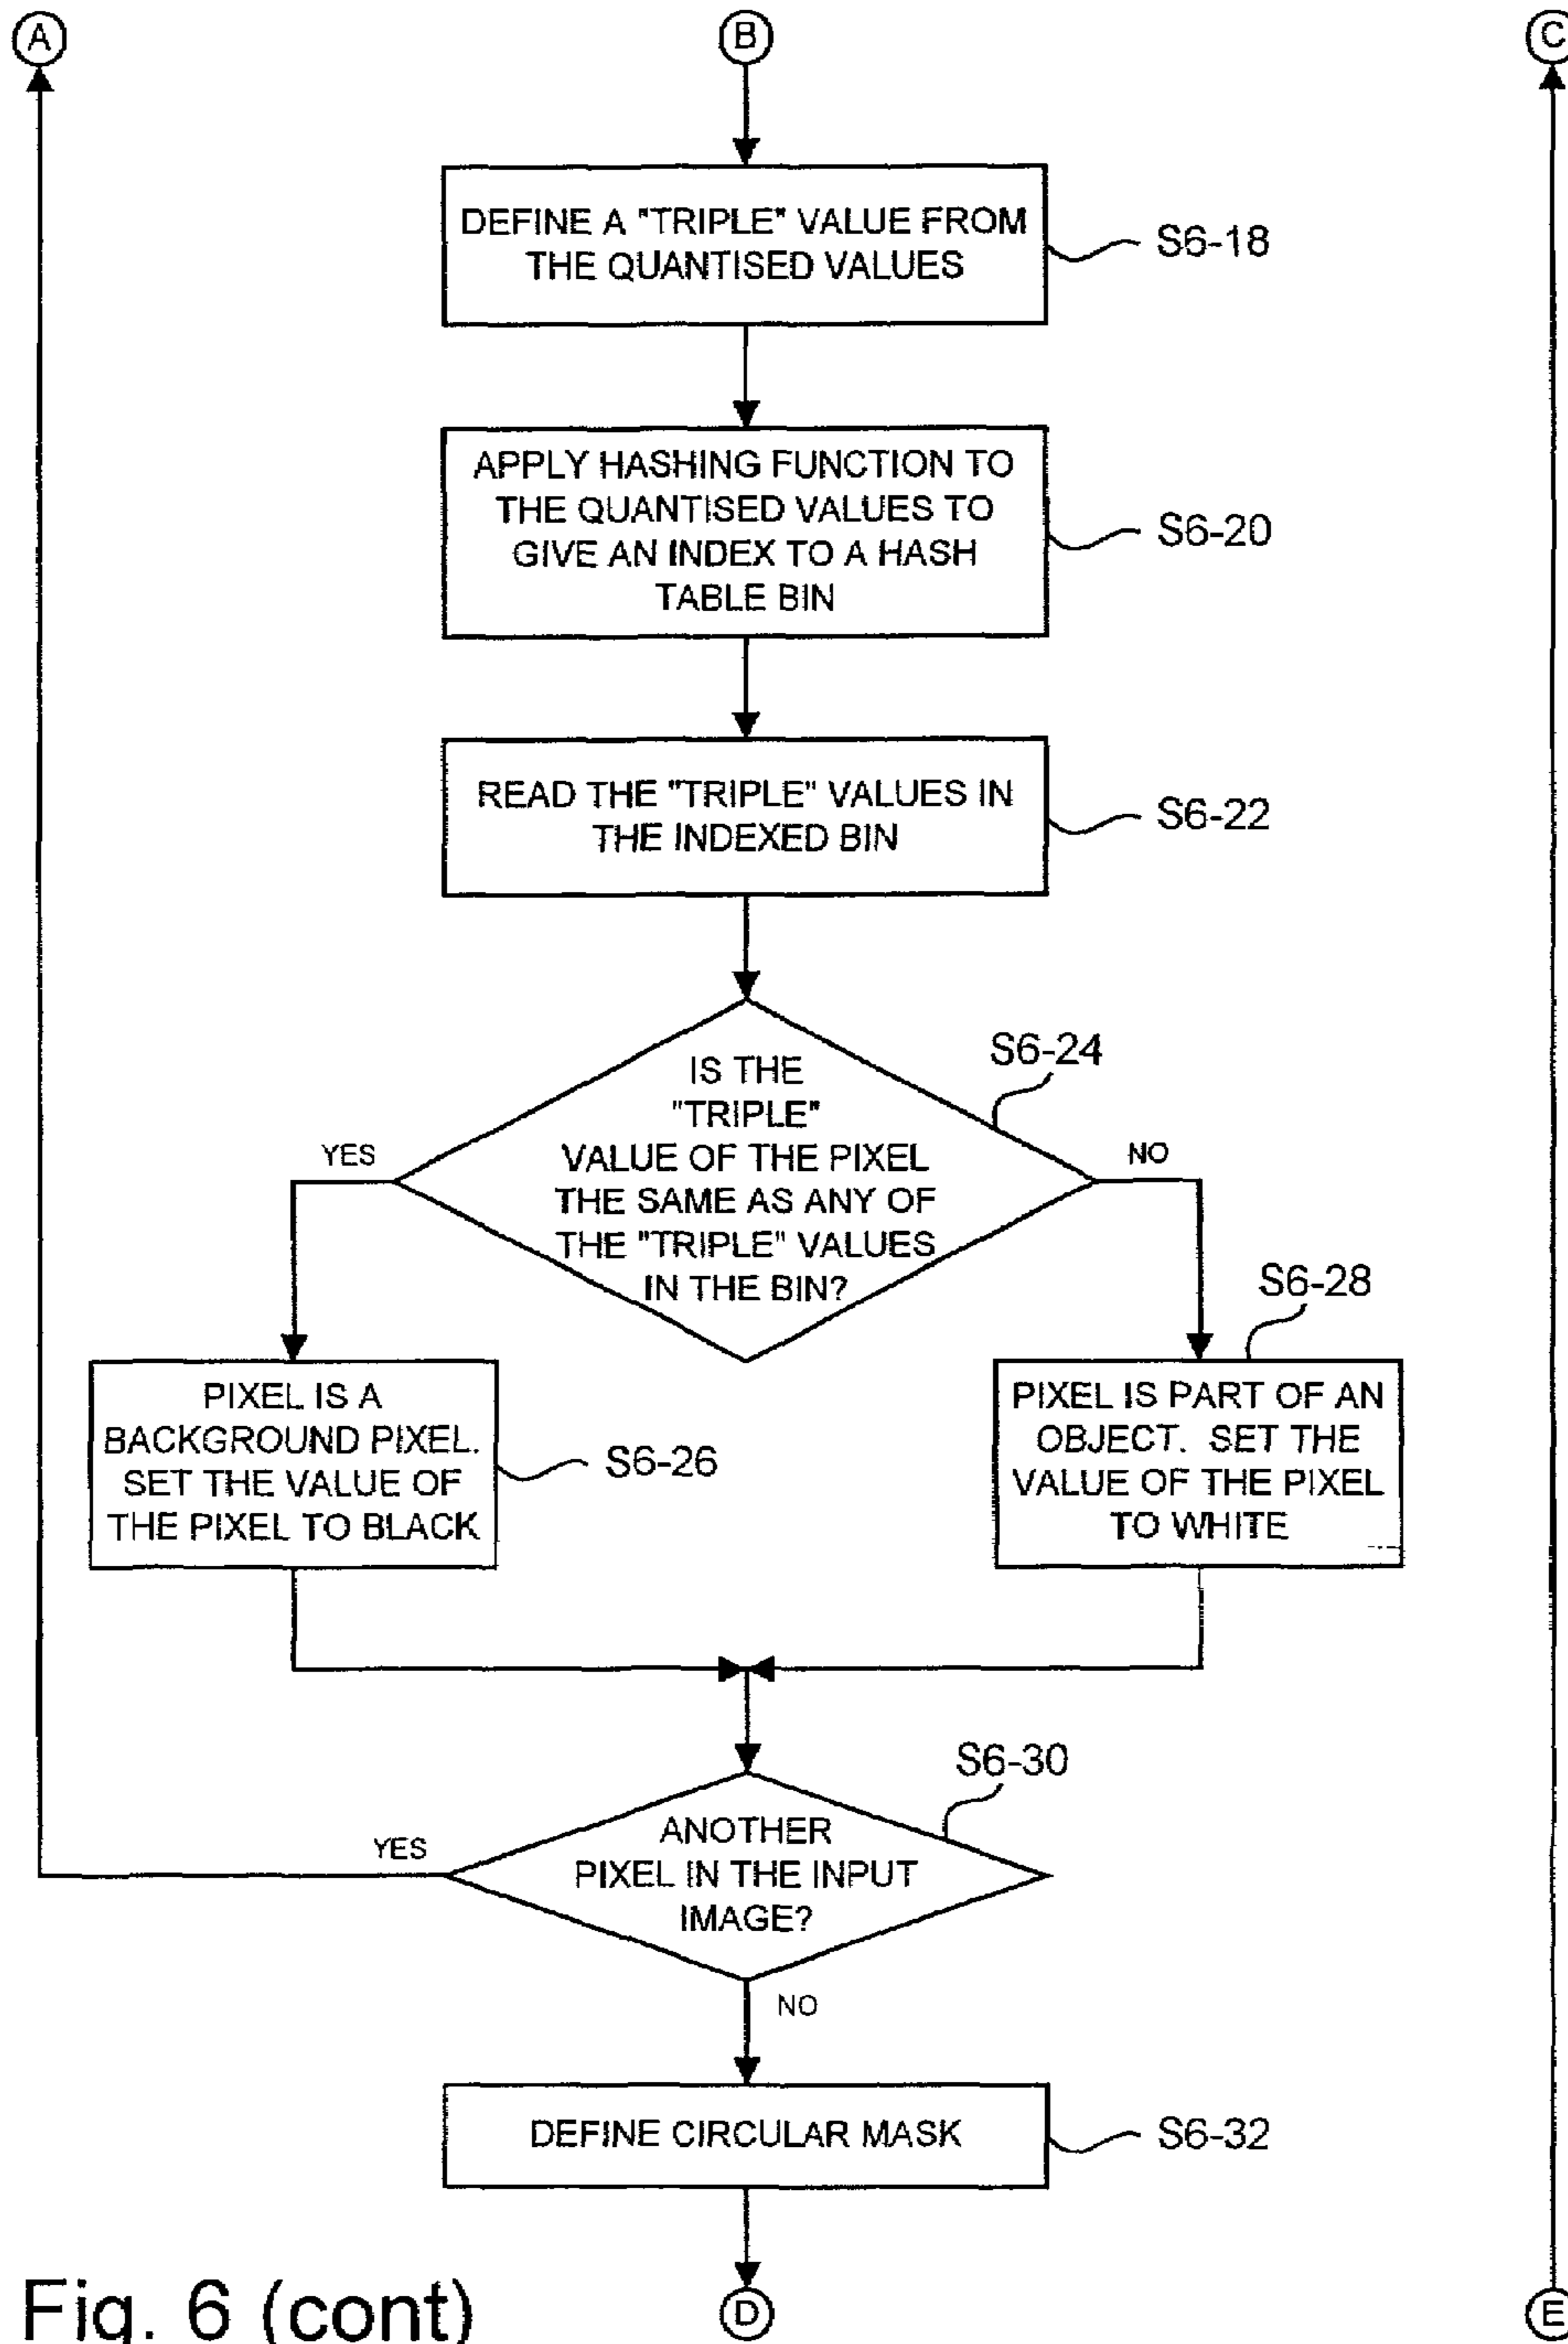 A
B
C
DEFINE A "TRIPLE" VALUE FROM
THE QUANTISED VALUES
S6-18
APPLY HASHING FUNCTION TO
THE QUANTISED VALUES TO
GIVE AN INDEX TO A HASH
TABLE BIN
S6-20
READ THE "TRIPLE" VALUES IN
THE INDEXED BIN
S6-22
S6-24
IS THE
"TRIPLE"
VALUE OF THE PIXEL
THE SAME AS ANY OF
THE "TRIPLE" VALUES
IN THE BIN?
YES
NO
S6-28
PIXEL IS A
BACKGROUND PIXEL.
SET THE VALUE OF
THE PIXEL TO BLACK
S6-26
PIXEL IS PART OF AN
OBJECT. SET THE
VALUE OF THE PIXEL
TO WHITE
S6-30
ANOTHER
PIXEL IN THE INPUT
IMAGE?
YES
NO
DEFINE CIRCULAR MASK
S6-32
Fig. 6 (cont)
D
E